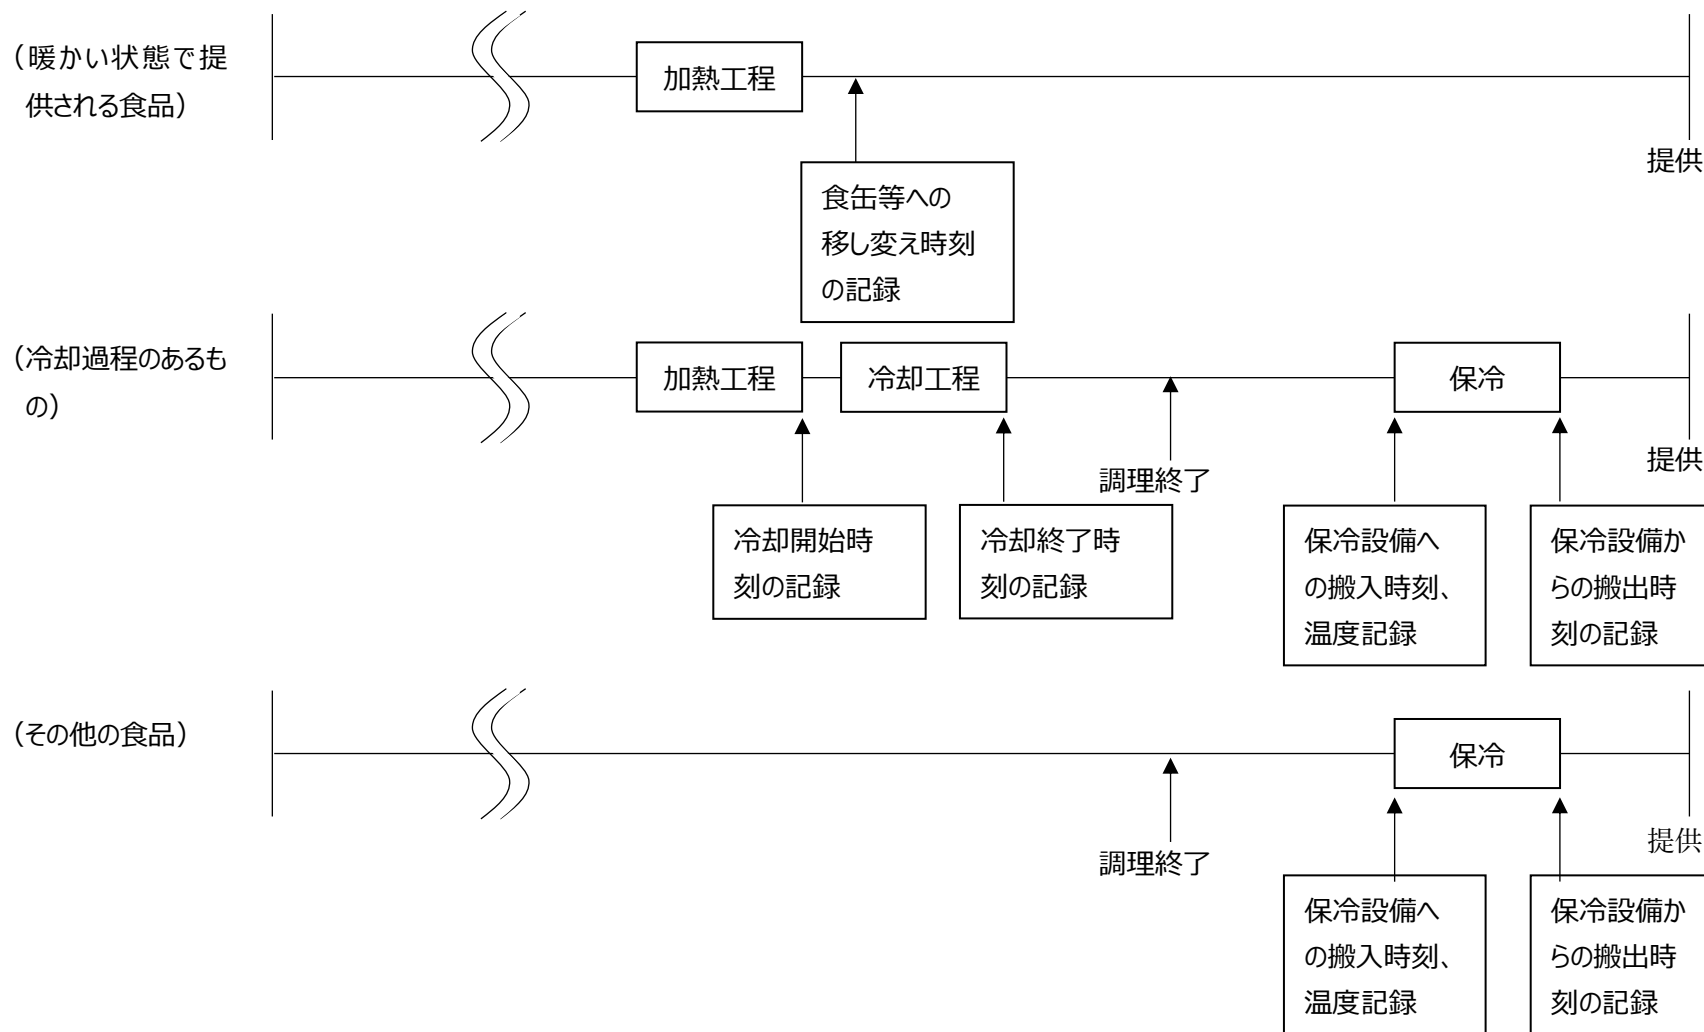 （暖かい状態で提
供される食品）
加熱工程
提供
食缶等への
移し変え時刻
の記録
（冷却過程のあるも
の）
加熱工程
冷却工程
保冷
調理終了
提供
冷却開始時
刻の記録
冷却終了時
刻の記録
保冷設備へ
の搬入時刻、
温度記録
保冷設備か
らの搬出時
刻の記録
（その他の食品）
保冷
調理終了
提供
保冷設備へ
の搬入時刻、
温度記録
保冷設備か
らの搬出時
刻の記録